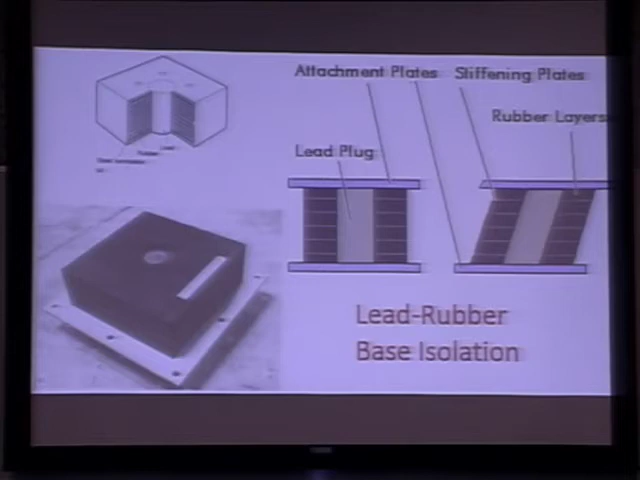 Attachment Plates
Stiffening Plates
Rubber Layers
Lead Plug
Lead-Rubber
Base Isolation